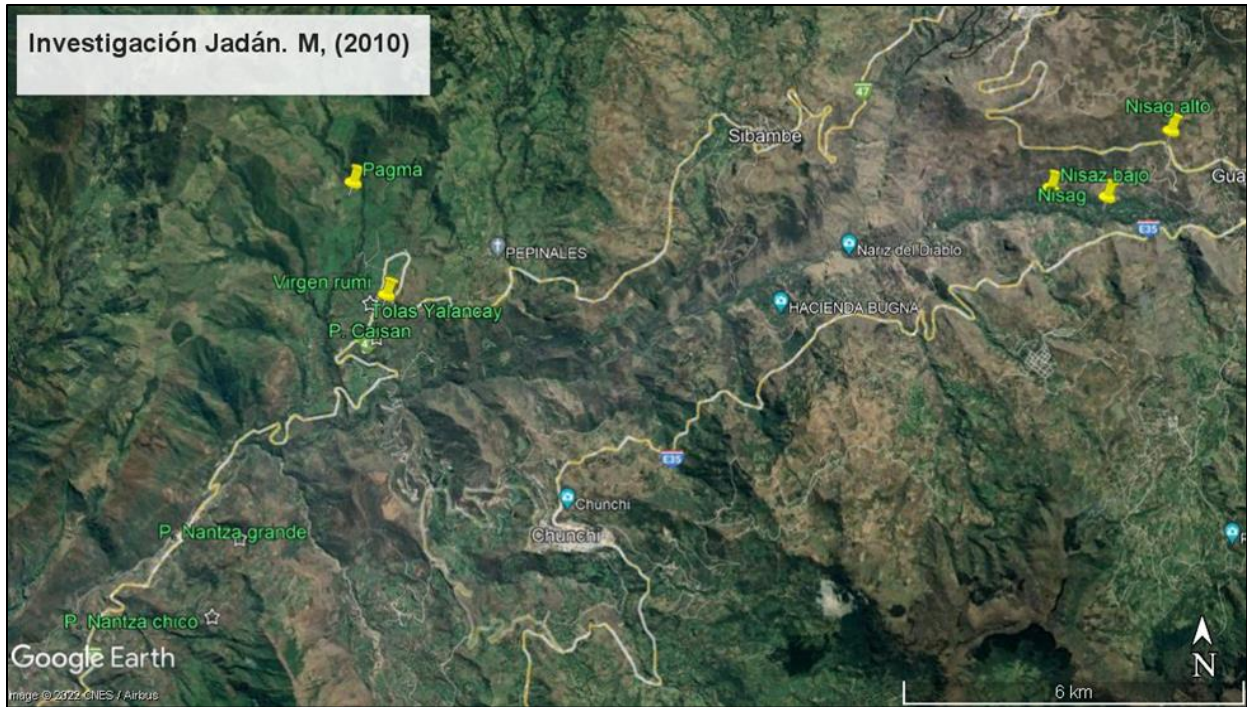 Investigación Jadán. M, (2010)
47
Nisag alto
Sibambe
Pagma
Nisaz bajo
Gua
Nisag
E35
PEPINALES
Nariz del Diablo
Virgen rumi
Tolas Yalancay
HACIENDA BUGNA
P. Caisan
E35
Chunchi
Chunchi
P. Nantza grande
P. Nantza chico
Google Earth
N
Image © 2022 CNES / Airbus
6 km